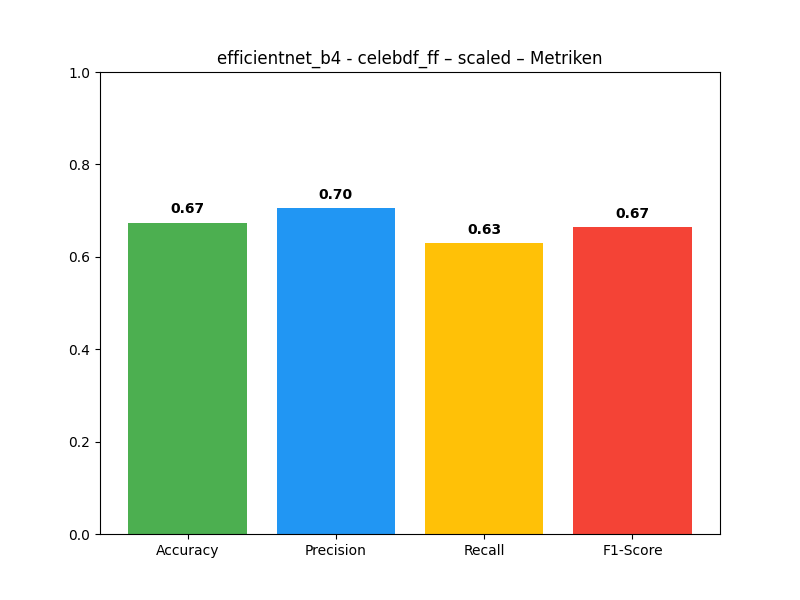 efficientnet_b4 - celebdf_ff – scaled – Metriken
1.0
0.8
0.6
0.4
0.2
0.0
0.67
0.70
0.63
0.67
Accuracy
Precision
Recall
F1-Score